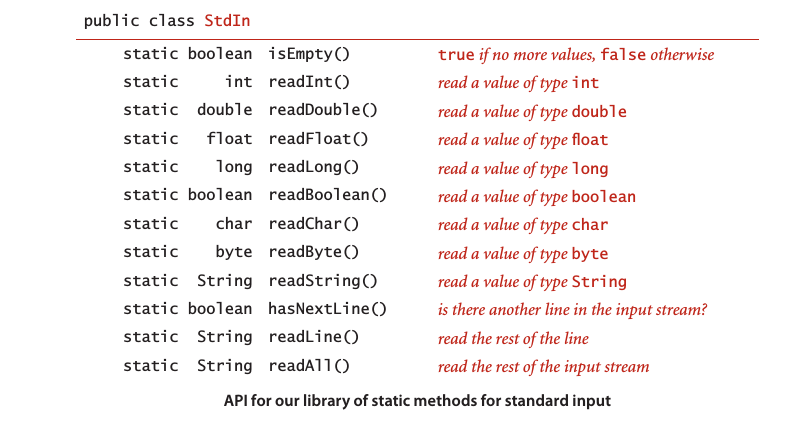 public class StdIn
static boolean isEmpty() true if no more values, false otherwise
static int readInt() read a value of type int
static double readDouble() read a value of type double
static float readFloat() read a value of type float
static long readLong() read a value of type long
static boolean readBoolean() read a value of type boolean
static char readChar() read a value of type char
static byte readByte() read a value of type byte
static String readString() read a value of type String
static boolean hasNextLine() is there another line in the input stream?
static String readLine() read the rest of the line
static String readAll() read the rest of the input stream
API for our library of static methods for standard input